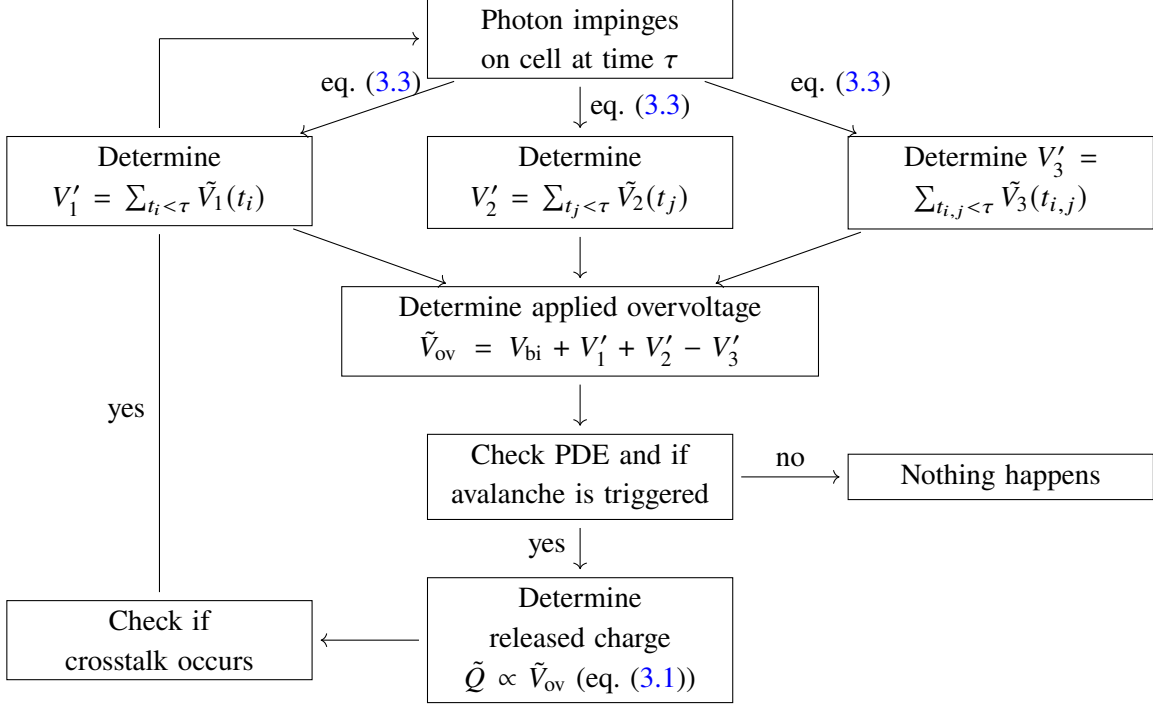 Photon impinges
on cell at time τ
eq. (3.3)
eq. (3.3)
eq. (3.3)
Determine
V′₁ = ∑_{tᵢ<τ} Ṽ₁(tᵢ)
Determine
V′₂ = ∑_{tⱼ<τ} Ṽ₂(tⱼ)
Determine V′₃ =
∑_{tᵢ,ⱼ<τ} Ṽ₃(tᵢ,ⱼ)
Determine applied overvoltage
Ṽ_ov = V_bi + V′₁ + V′₂ − V′₃
yes
Check PDE and if
avalanche is triggered
no
Nothing happens
yes
Determine
released charge
Q̃ ∝ Ṽ_ov (eq. (3.1))
Check if
crosstalk occurs